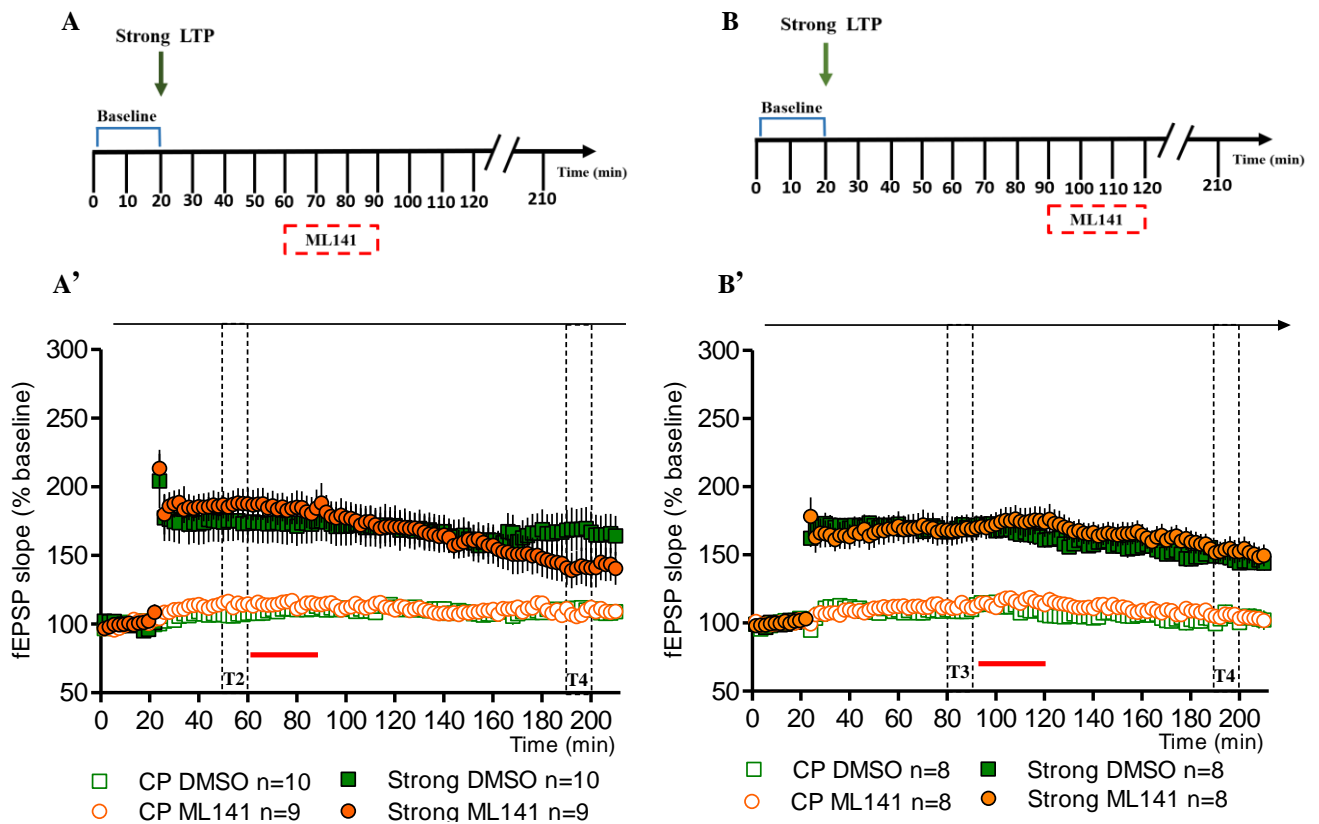 A
Strong LTP
Baseline
Time (min)
0 10 20 30 40 50 60 70 80 90 100 110 120 210
ML141
B
Strong LTP
Baseline
Time (min)
0 10 20 30 40 50 60 70 80 90 100 110 120 210
ML141
A’
fEPSP slope (% baseline)
300
250
200
150
100
50
T2
T4
0 20 40 60 80 100 120 140 160 180 200
Time (min)
CP DMSO n=10
Strong DMSO n=10
CP ML141 n=9
Strong ML141 n=9
B’
fEPSP slope (% baseline)
300
250
200
150
100
50
T3
T4
0 20 40 60 80 100 120 140 160 180 200
Time (min)
CP DMSO n=8
Strong DMSO n=8
CP ML141 n=8
Strong ML141 n=8